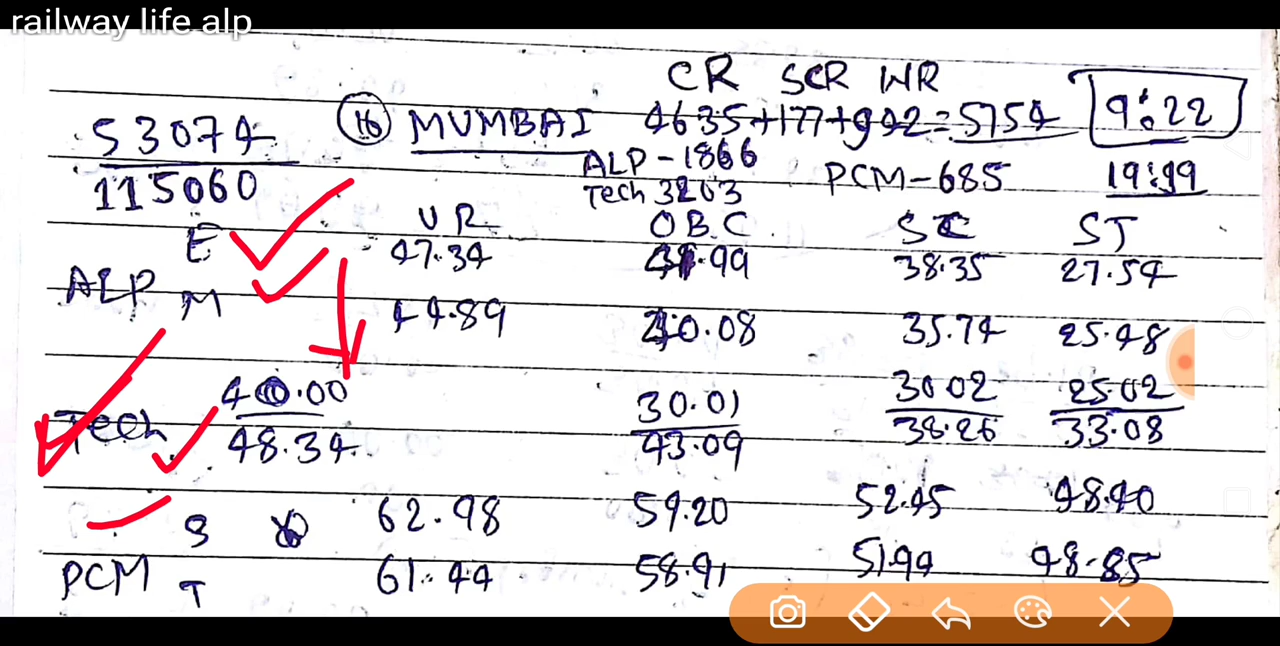 railway life alp
CR SCR WR
53074 16 MUMBAI 4635+177+942=5754 9:22
115060 ALP-1866 PCM-685 19:99
Tech 3203
UR OBC SC ST
E 47.34 41.99 38.35 27.54
ALP M 44.89 40.08 35.74 25.48
40.00 30.01 30.02 25.02
Tech 48.34 43.09 38.26 33.08
S 62.98 59.20 52.45 48.40
PCM T 61.44 58.91 51.94 48.85